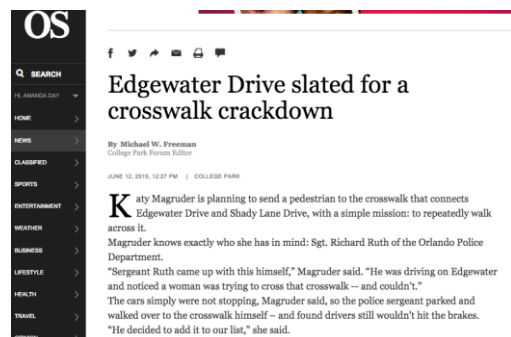 OS
SEARCH
HI, AMANDA DAY
HOME
NEWS
CLASSIFIED
SPORTS
ENTERTAINMENT
WEATHER
BUSINESS
LIFESTYLE
HEALTH
TRAVEL
OPINION
Edgewater Drive slated for a
crosswalk crackdown
By Michael W. Freeman
College Park Forum Editor
JUNE 12, 2015, 12:27 PM | COLLEGE PARK
Katy Magruder is planning to send a pedestrian to the crosswalk that connects
Edgewater Drive and Shady Lane Drive, with a simple mission: to repeatedly walk
across it.
Magruder knows exactly who she has in mind: Sgt. Richard Ruth of the Orlando Police
Department.
“Sergeant Ruth came up with this himself,” Magruder said. “He was driving on Edgewater
and noticed a woman was trying to cross that crosswalk -- and couldn’t.”
The cars simply were not stopping, Magruder said, so the police sergeant parked and
walked over to the crosswalk himself – and found drivers still wouldn’t hit the brakes.
“He decided to add it to our list,” she said.